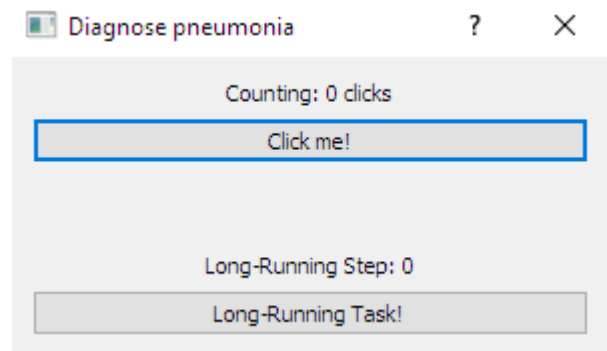 Diagnose pneumonia ?
Counting: 0 clicks
Click me!
Long-Running Step: 0
Long-Running Task!